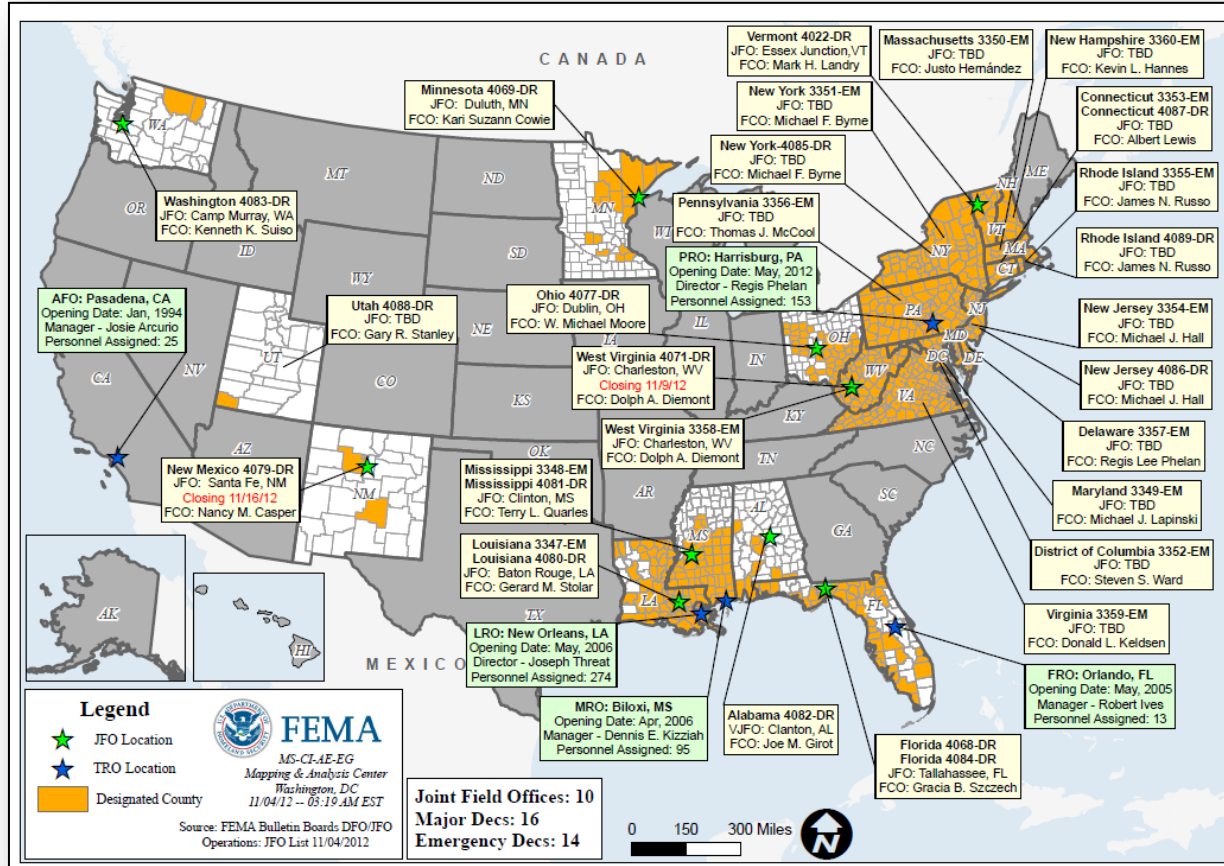 CANADA
Vermont 4022-DR
JFO: Essex Junction,VT
FCO: Mark H. Landry
Massachusetts 3350-EM
JFO: TBD
FCO: Justo Hernández
New Hampshire 3360-EM
JFO: TBD
FCO: Kevin L. Hannes
Minnesota 4069-DR
JFO: Duluth, MN
FCO: Kari Suzann Cowie
New York 3351-EM
JFO: TBD
FCO: Michael F. Byrne
Connecticut 3353-EM
Connecticut 4087-DR
JFO: TBD
FCO: Albert Lewis
New York-4085-DR
JFO: TBD
FCO: Michael F. Byrne
Rhode Island 3355-EM
JFO: TBD
FCO: James N. Russo
Washington 4083-DR
JFO: Camp Murray, WA
FCO: Kenneth K. Suiso
Pennsylvania 3356-EM
JFO: TBD
FCO: Thomas J. McCool
Rhode Island 4089-DR
JFO: TBD
FCO: James N. Russo
PRO: Harrisburg, PA
Opening Date: May, 2012
Director - Regis Phelan
Personnel Assigned: 153
AFO: Pasadena, CA
Opening Date: Jan, 1994
Manager - Josie Arcurio
Personnel Assigned: 25
Utah 4088-DR
JFO: TBD
FCO: Gary R. Stanley
Ohio 4077-DR
JFO: Dublin, OH
FCO: W. Michael Moore
New Jersey 3354-EM
JFO: TBD
FCO: Michael J. Hall
West Virginia 4071-DR
JFO: Charleston, WV
Closing 11/9/12
FCO: Dolph A. Diemont
New Jersey 4086-DR
JFO: TBD
FCO: Michael J. Hall
West Virginia 3358-EM
JFO: Charleston, WV
FCO: Dolph A. Diemont
Delaware 3357-EM
JFO: TBD
FCO: Regis Lee Phelan
New Mexico 4079-DR
JFO: Santa Fe, NM
Closing 11/16/12
FCO: Nancy M. Casper
Mississippi 3348-EM
Mississippi 4081-DR
JFO: Clinton, MS
FCO: Terry L. Quarles
Maryland 3349-EM
JFO: TBD
FCO: Michael J. Lapinski
Louisiana 3347-EM
Louisiana 4080-DR
JFO: Baton Rouge, LA
FCO: Gerard M. Stolar
District of Columbia 3352-EM
JFO: TBD
FCO: Steven S. Ward
Virginia 3359-EM
JFO: TBD
FCO: Donald L. Keldsen
LRO: New Orleans, LA
Opening Date: May, 2006
Director - Joseph Threat
Personnel Assigned: 274
MRO: Biloxi, MS
Opening Date: Apr, 2006
Manager - Dennis E. Kizziah
Personnel Assigned: 95
Alabama 4082-DR
VJFO: Clanton, AL
FCO: Joe M. Girot
FRO: Orlando, FL
Opening Date: May, 2005
Manager - Robert Ives
Personnel Assigned: 13
Florida 4068-DR
Florida 4084-DR
JFO: Tallahassee, FL
FCO: Gracia B. Szczech
MEXICO
WA
OR
MT
ID
WY
ND
SD
NE
MN
WI
IA
IL
IN
OH
KY
KS
CO
UT
NV
CA
AZ
NM
OK
TX
AR
LA
MS
AL
TN
GA
SC
NC
FL
VA
WV
PA
NY
NJ
MD
DC
DE
CT
MA
VT
NH
ME
AK
HI
Legend
JFO Location
TRO Location
Designated County
FEMA
MS-CI-AE-EG
Mapping & Analysis Center
Washington, DC
11/04/12 -- 03:19 AM EST
Source: FEMA Bulletin Boards DFO/JFO
Operations: JFO List 11/04/2012
Joint Field Offices: 10
Major Decs: 16
Emergency Decs: 14
0 150 300 Miles
N